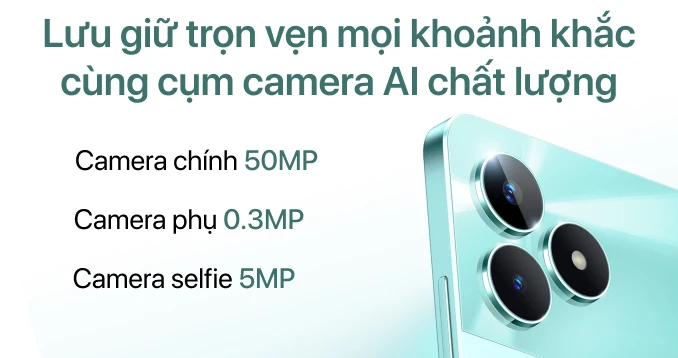 Lưu giữ trọn vẹn mọi khoảnh khắc
cùng cụm camera AI chất lượng
Camera chính 50MP
Camera phụ 0.3MP
Camera selfie 5MP